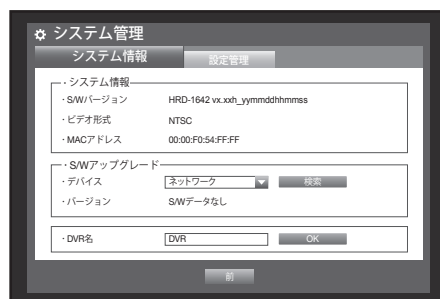 システム管理
システム情報 設定管理
・システム情報
・S/Wバージョン HRD-1642 vx.xxh_yymmddhhmmss
・ビデオ形式 NTSC
・MACアドレス 00:00:F0:54:FF:FF
・S/Wアップグレード
・デバイス ネットワーク 検索
・バージョン S/Wデータなし
・DVR名 DVR OK
前